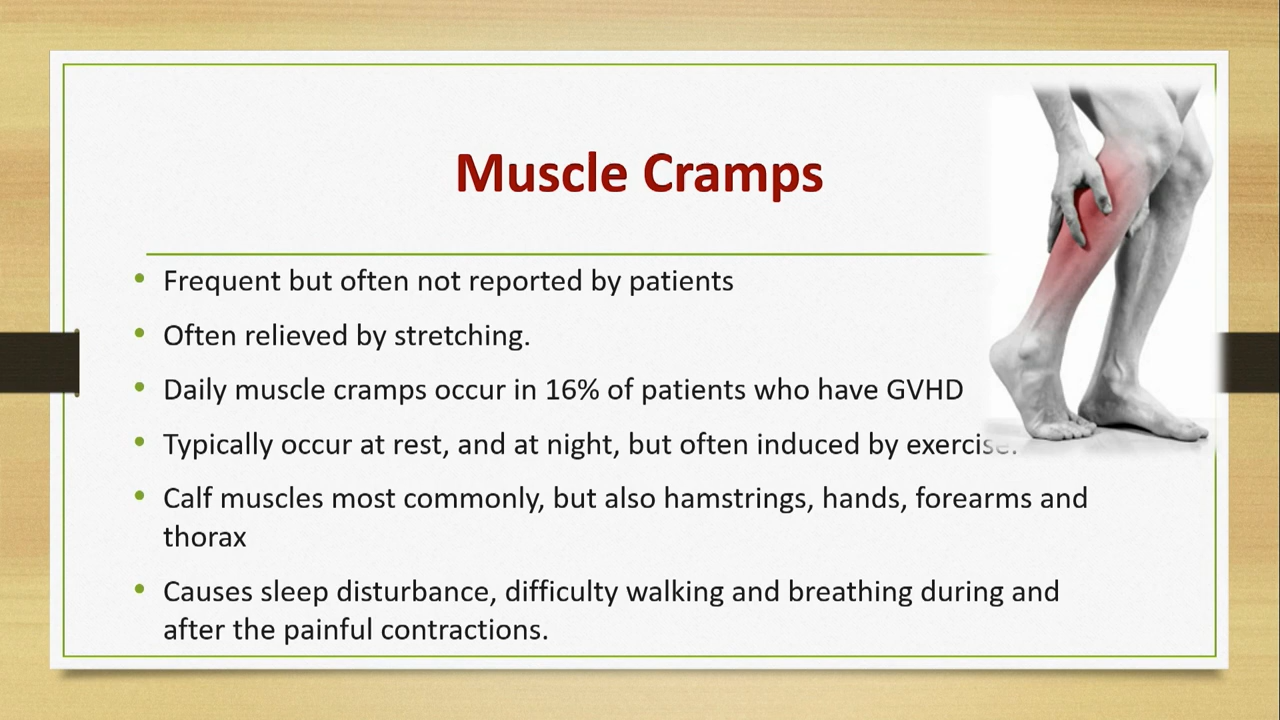 Muscle Cramps
• Frequent but often not reported by patients
• Often relieved by stretching.
• Daily muscle cramps occur in 16% of patients who have GVHD
• Typically occur at rest, and at night, but often induced by exercise.
• Calf muscles most commonly, but also hamstrings, hands, forearms and
thorax
• Causes sleep disturbance, difficulty walking and breathing during and
after the painful contractions.